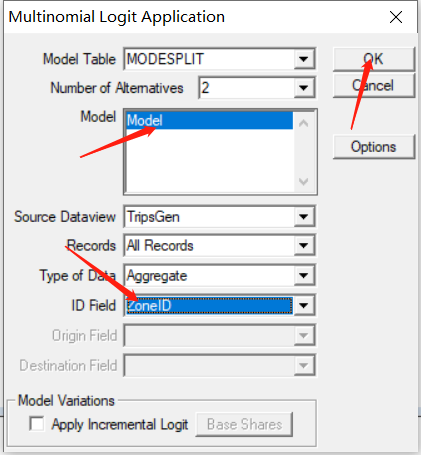 Multinomial Logit Application
Model Table MODESPLIT OK
Number of Alternatives 2 Cancel
Model Model
Options
Source Dataview TripsGen
Records All Records
Type of Data Aggregate
ID Field ZoneID
Origin Field
Destination Field
Model Variations
Apply Incremental Logit Base Shares